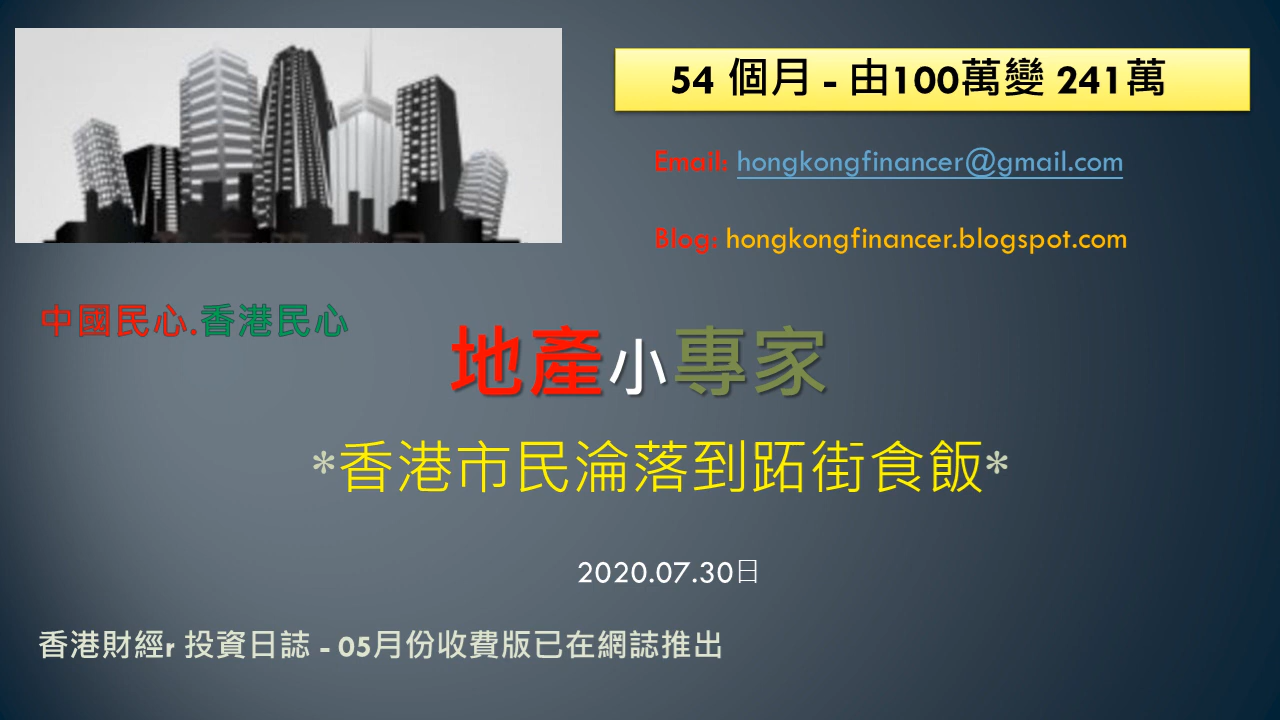 54 個月 - 由100萬變 241萬
Email: hongkongfinancer@gmail.com
Blog: hongkongfinancer.blogspot.com
中國民心.香港民心
地產小專家
*香港市民淪落到跖街食飯*
2020.07.30日
香港財經r 投資日誌 - 05月份收費版已在網誌推出